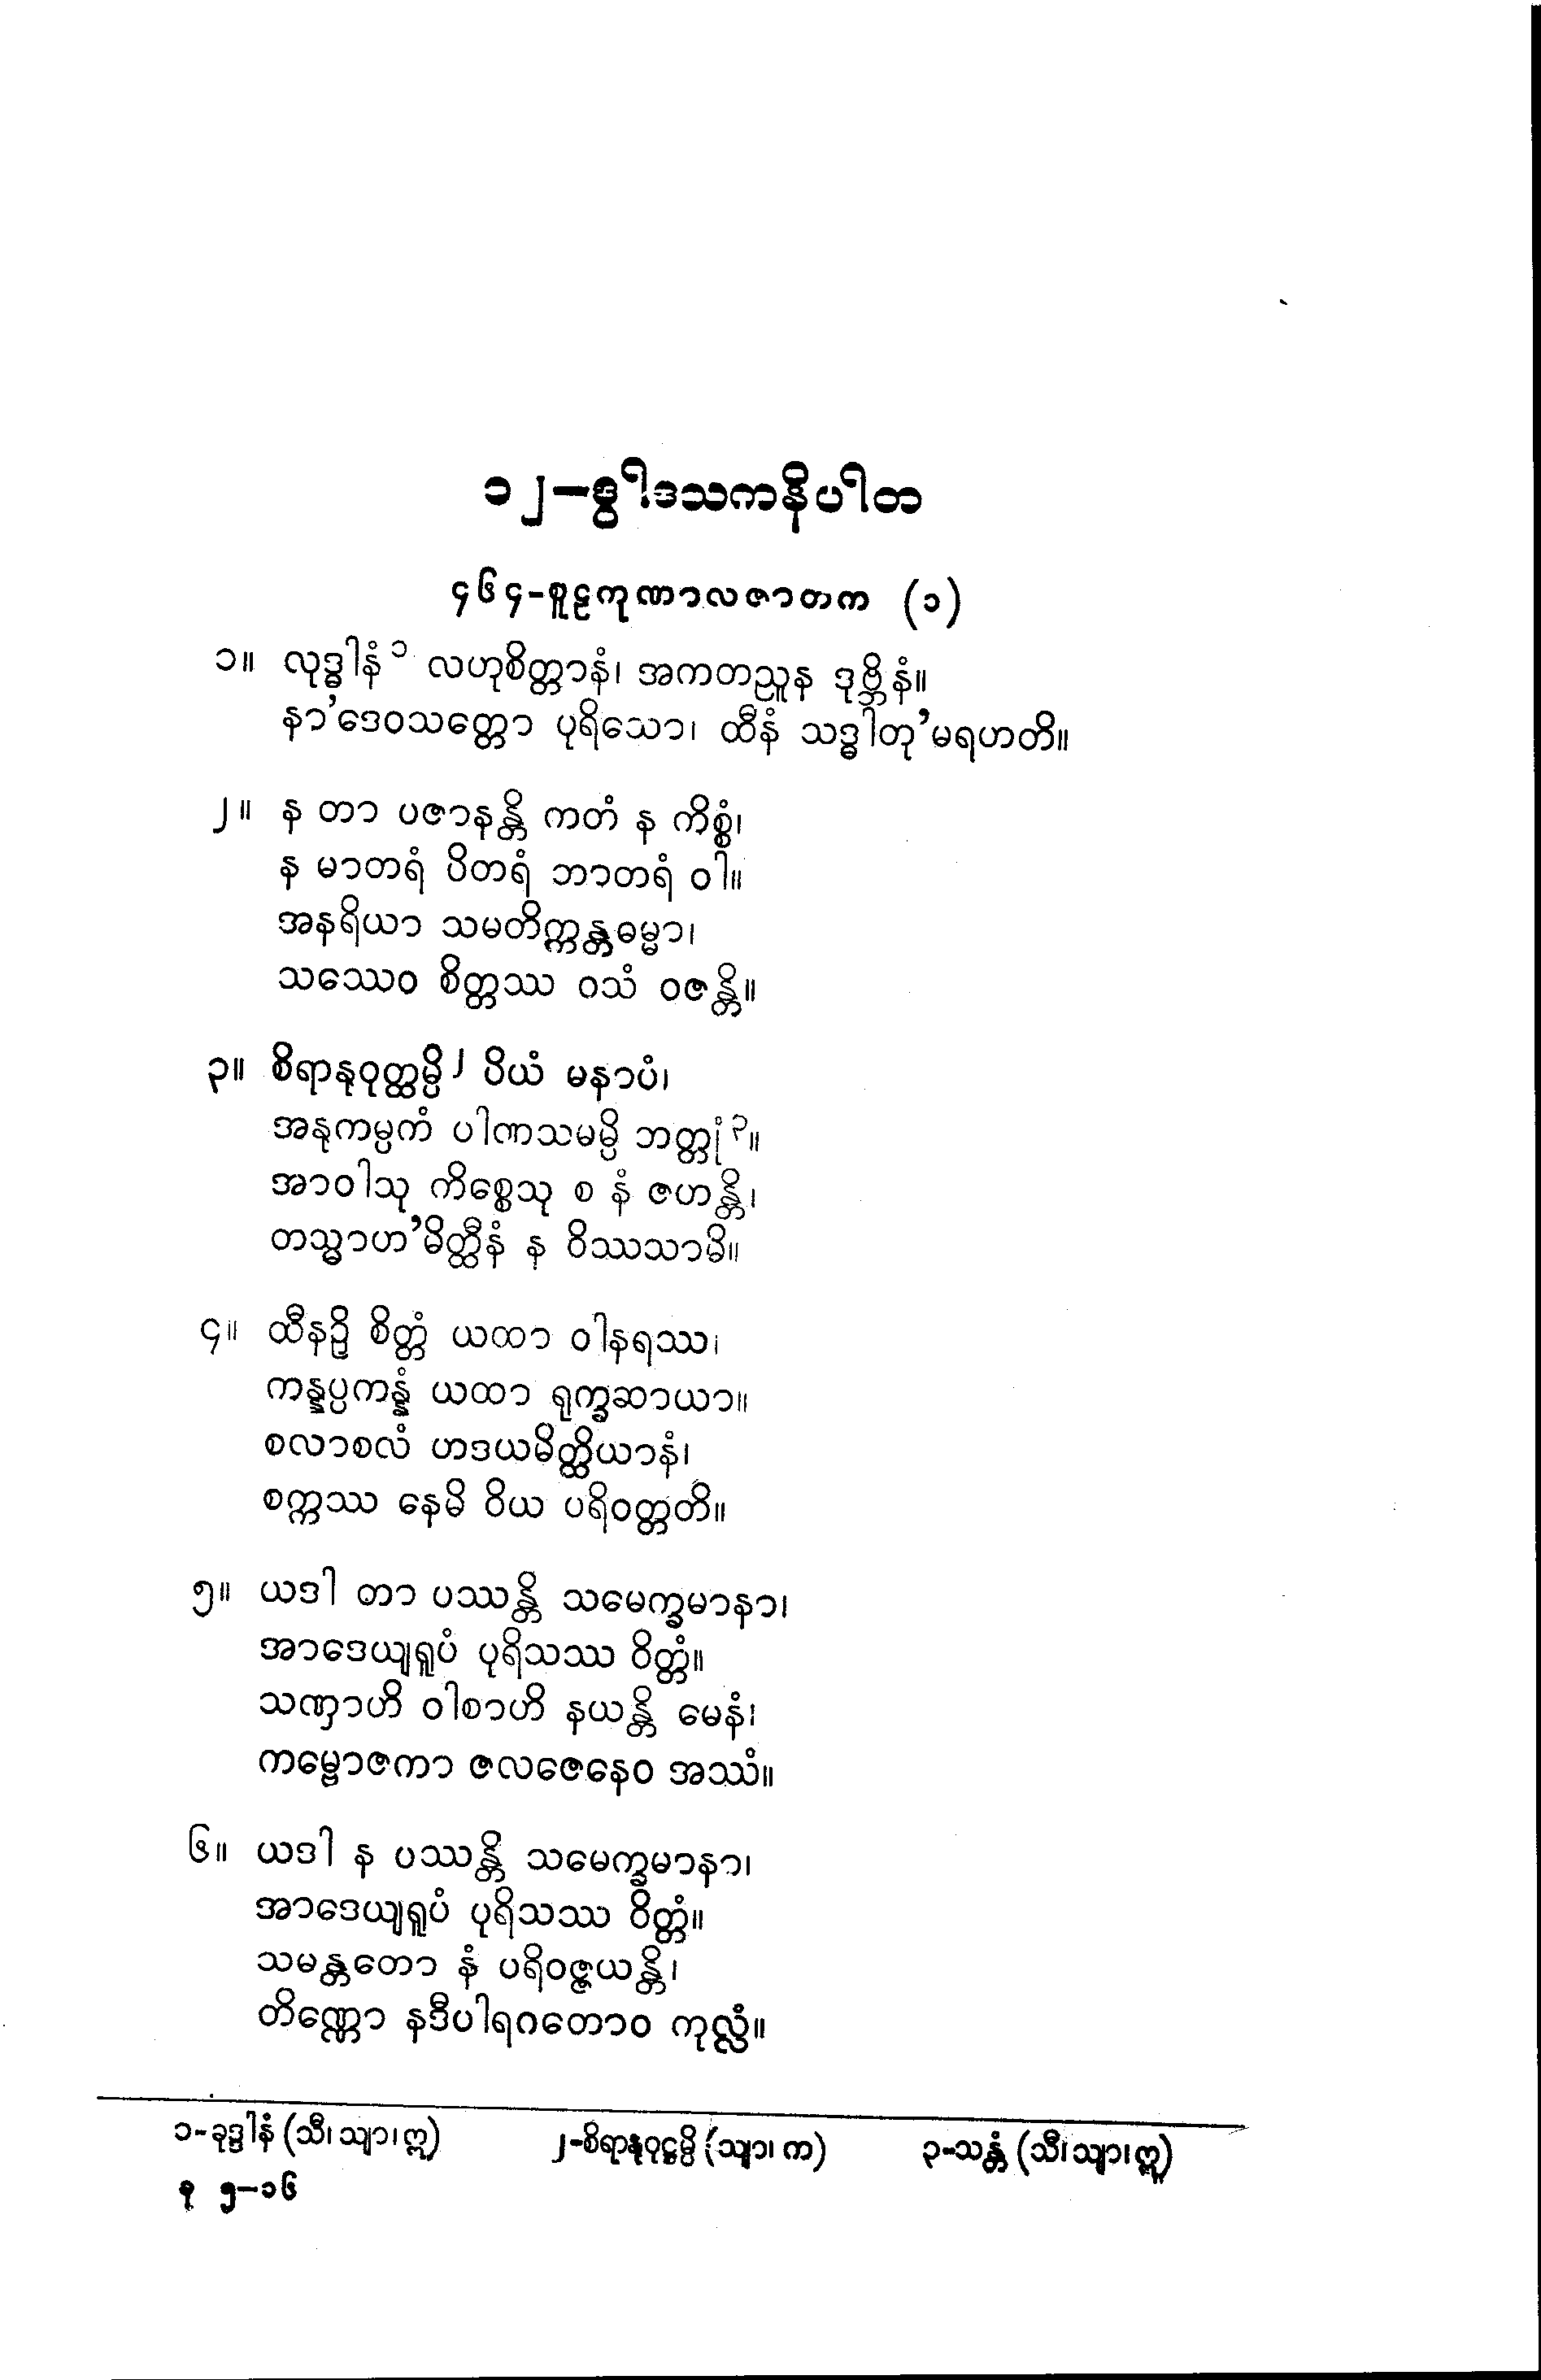 ၁၂−ဒွါဒသကနိပါတ
၄၆၄-စူဠကုဏာလဇာတက (၁)
၁။ လုဒ္ဓါနံ ၁ လဟုစိတ္တာနံ၊ အကတညူန ဒုဗ္ဘိနံ။
နာ’ဒေဝသတ္တော ပုရိသော၊ ထီနံ သဒ္ဓါတု’မရဟတိ။
၂။ န တာ ပဇာနန္တိ ကတံ န ကိစ္စံ၊
န မာတရံ ပိတရံ ဘာတရံ ဝါ။
အနရိယာ သမတိက္ကန္တဓမ္မာ၊
သဿေဝ စိတ္တဿ ဝသံ ဝဇန္တိ။
၃။ စိရာနုဝုတ္ထမ္ပိ ၂ ပိယံ မနာပံ၊
အနုကမ္ပကံ ပါဏသမမ္ပိ ဘတ္တုံ ၃။
အာဝါသု ကိစ္စေသု စ နံ ဇဟန္တိ၊
တသ္မာဟ’မိတ္ထီနံ န ဝိဿသာမိ။
၄။ ထီနဉှိ စိတ္တံ ယထာ ဝါနရဿ၊
ကန္နပ္ပကန္နံ ယထာ ရုက္ခဆာယာ။
စလာစလံ ဟဒယမိတ္ထိယာနံ၊
စက္ကဿ နေမိ ဝိယ ပရိဝတ္တတိ။
၅။ ယဒါ တာ ပဿန္တိ သမေက္ခမာနာ၊
အာဒေယျရူပံ ပုရိသဿ ဝိတ္တံ။
သဏှာဟိ ဝါစာဟိ နယန္တိ မေနံ၊
ကမ္ဗောဇကာ ဇလဇေနေဝ အဿံ။
၆။ ယဒါ န ပဿန္တိ သမေက္ခမာနာ၊
အာဒေယျရူပံ ပုရိသဿ ဝိတ္တံ။
သမန္တတော နံ ပရိဝဇ္ဇယန္တိ၊
တိဏ္ဏော နဒီပါရဂတောဝ ကုလ္လံ။
၁-ခုဒ္ဒါနံ (သီ၊ သျာ၊ ဣ) ၂-စိရာနုဝုဋ္ဌမ္ပိ (သျာ၊ က) ၃-သန္တံ (သီ၊ သျာ၊ ဣ)
ခု ၅−၁၆